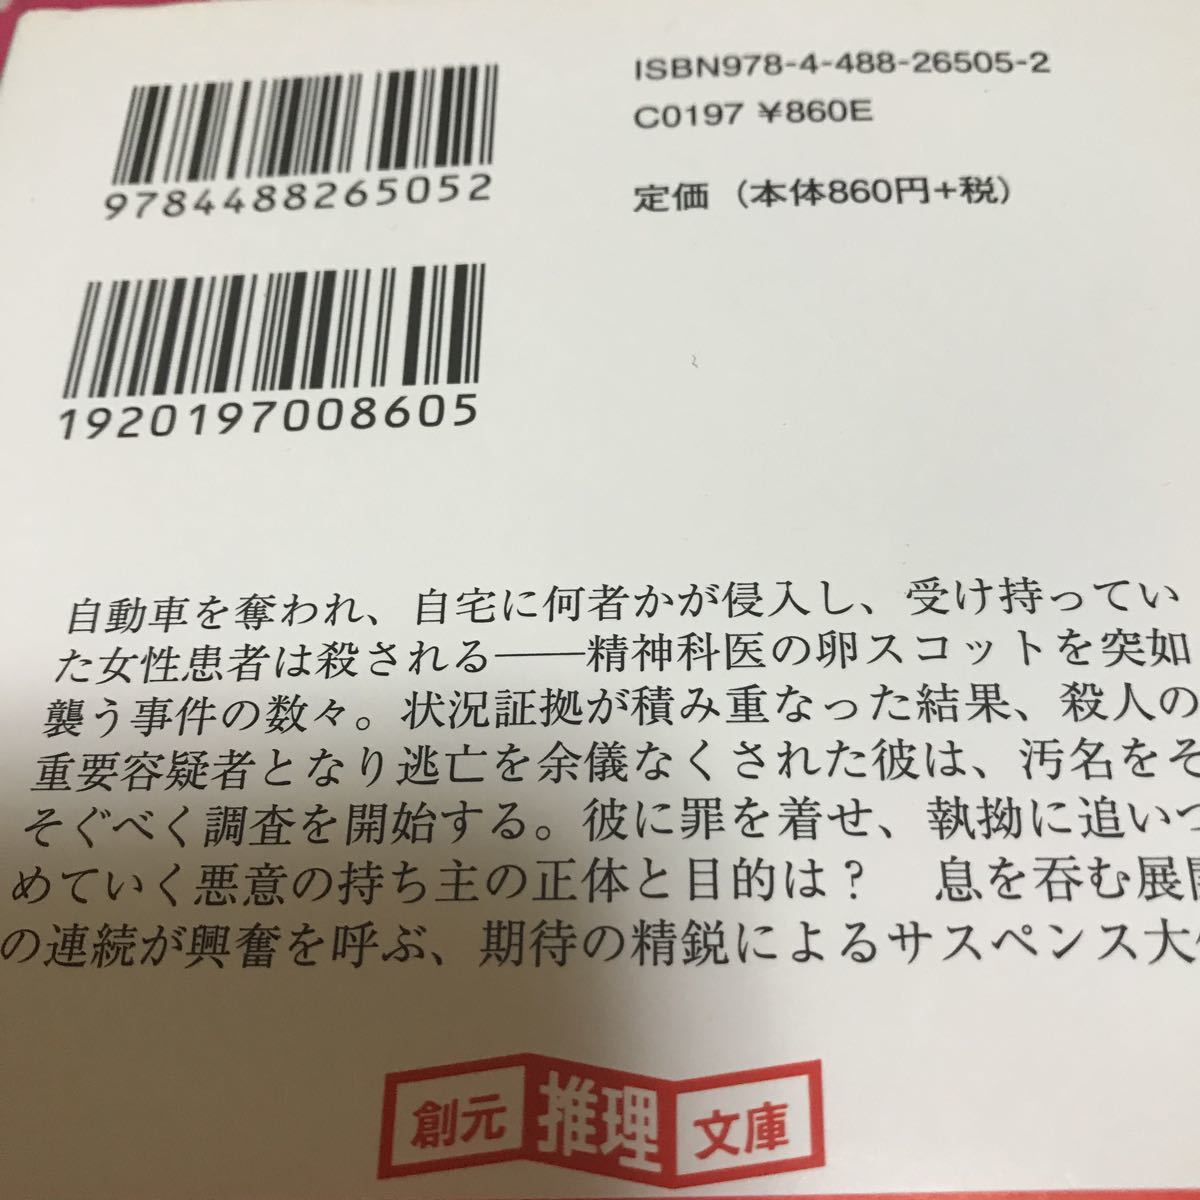 ISBN978-4-488-26505-2
C0197 ¥860E
定価（本体860円+税）
9784488265052
1920197008605
自動車を奪われ、自宅に何者かが侵入し、受け持ってい
た女性患者は殺される——精神科医の卵スコットを突如
襲う事件の数々。状況証拠が積み重なった結果、殺人の
重要容疑者となり逃亡を余儀なくされた彼は、汚名をそ
そぐべく調査を開始する。彼に罪を着せ、執拗に追いつ
めていく悪意の持ち主の正体と目的は？　息を呑む展開
の連続が興奮を呼ぶ、期待の精鋭によるサスペンス大
創元推理文庫